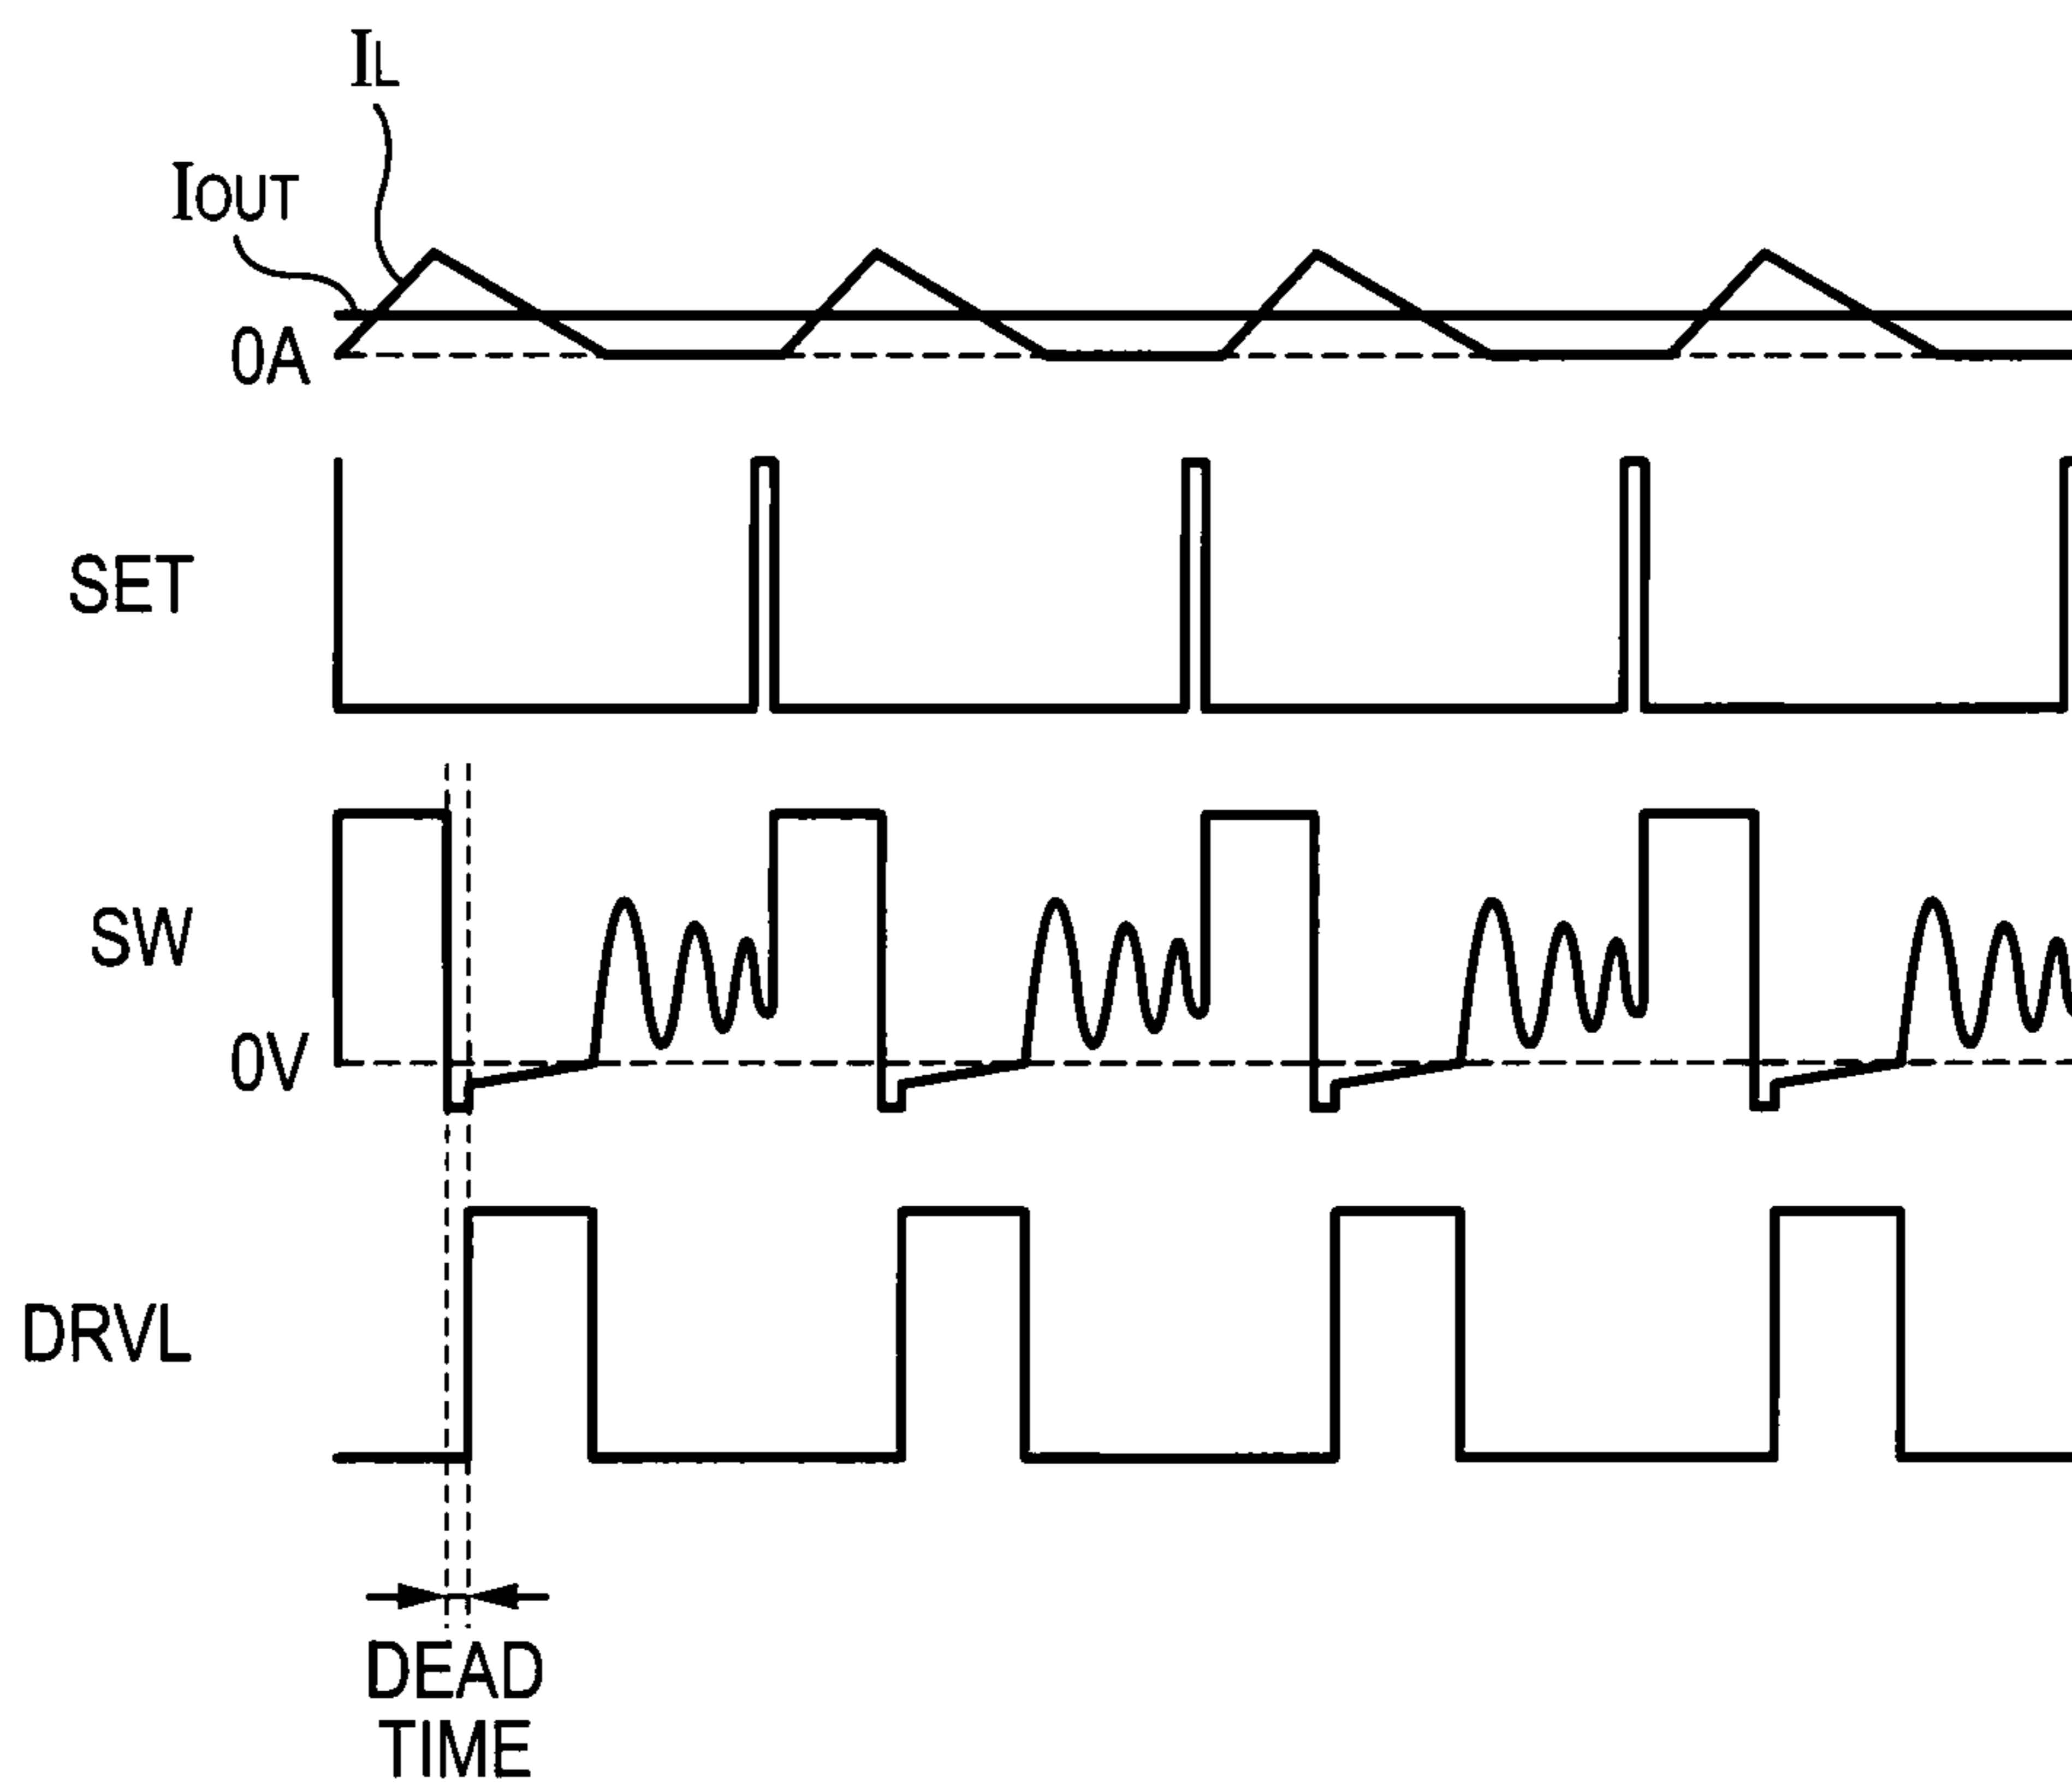 IL
IOUT
0A
SET
SW
0V
DRVL
DEAD
TIME